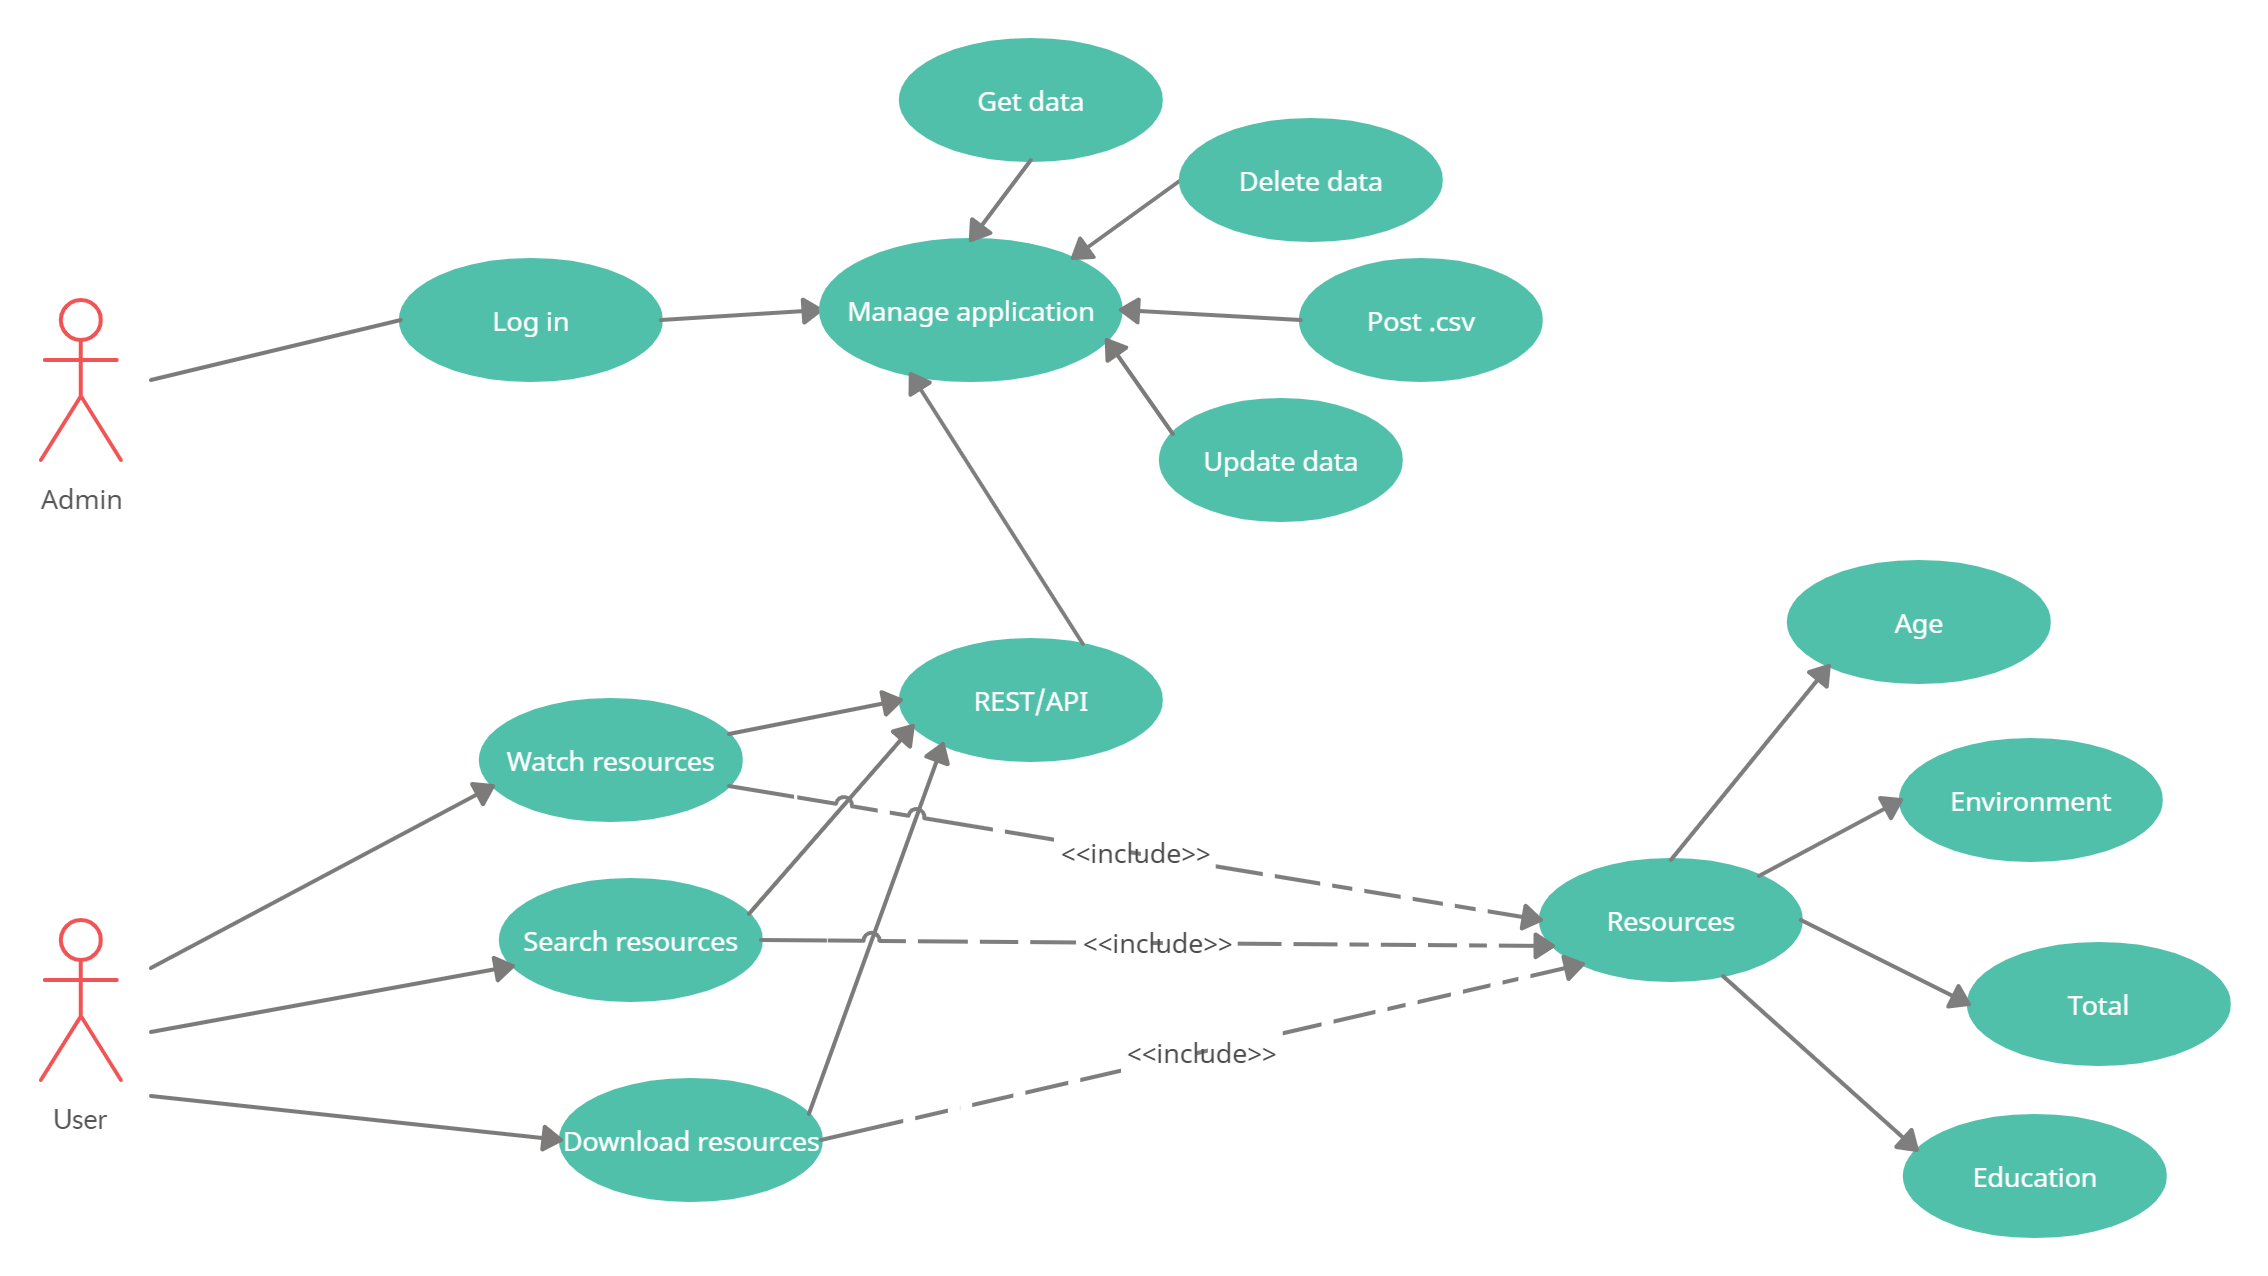 Get data
Delete data
Log in
Manage application
Post .csv
Update data
Admin
Age
REST/API
Watch resources
Environment
<<include>>
Resources
Search resources
<<include>>
Total
<<include>>
User
Download resources
Education